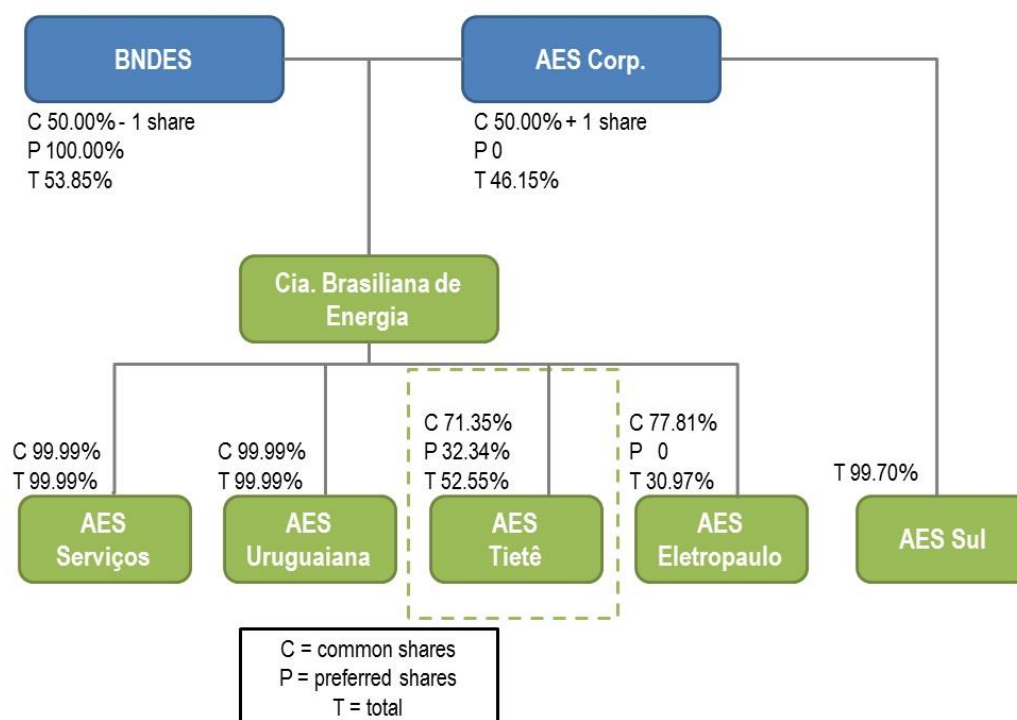 BNDES
AES Corp.
C 50.00% - 1 share
P 100.00%
T 53.85%
C 50.00% + 1 share
P 0
T 46.15%
Cia. Brasiliana de
Energia
C 99.99%
T 99.99%
C 99.99%
T 99.99%
C 71.35%
P 32.34%
T 52.55%
C 77.81%
P 0
T 30.97%
T 99.70%
AES
Serviços
AES
Uruguaiana
AES
Tietê
AES
Eletropaulo
AES Sul
C = common shares
P = preferred shares
T = total